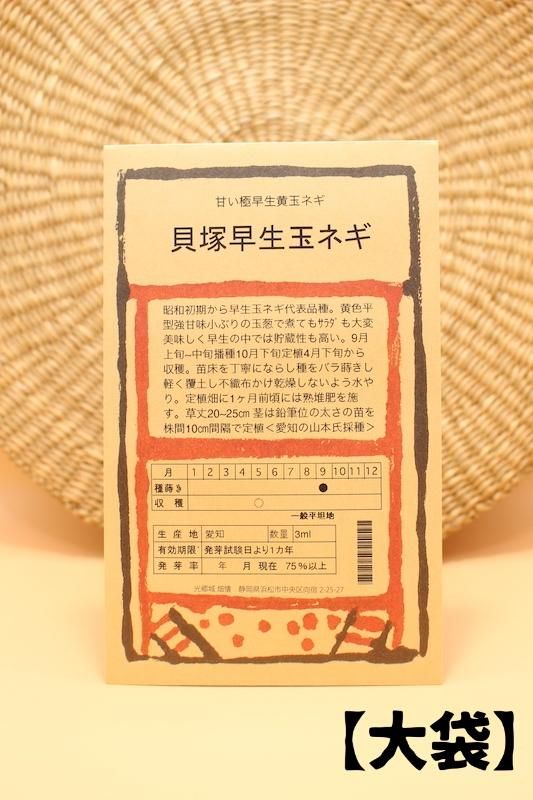 甘い極早生黄玉ネギ
貝塚早生玉ネギ
昭和初期から早生玉ネギ代表品種。黄色平
型強甘味小ぶりの玉葱で煮てもｻﾗﾀﾞも大変
美味しく早生の中では貯蔵性も高い。9月
上旬~中旬播種10月下旬定植4月下旬から
収穫。苗床を丁寧にならし種をバラ蒔きし
軽く覆土し不織布かけ乾燥しないよう水や
り。定植畑に1ヶ月前頃には熟堆肥を施
す。草丈20~25㎝ 茎は鉛筆位の太さの苗を
株間10㎝間隔で定植<愛知の山本氏採種>
月 1 2 3 4 5 6 7 8 9 10 11 12
種蒔き ●
収穫 ○
一般平坦地
生産地 愛知 数量 3ml
有効期限 発芽試験日より1カ年
発芽率 年 月 現在 75%以上
光郷城 畑懐 静岡県浜松市中央区向宿 2-25-27
【大袋】